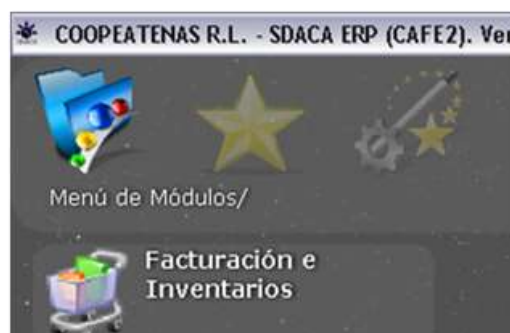 COOPEATENAS R.L. - SDACA ERP (CAFE2). Ver
Menú de Módulos/
Facturación e
Inventarios